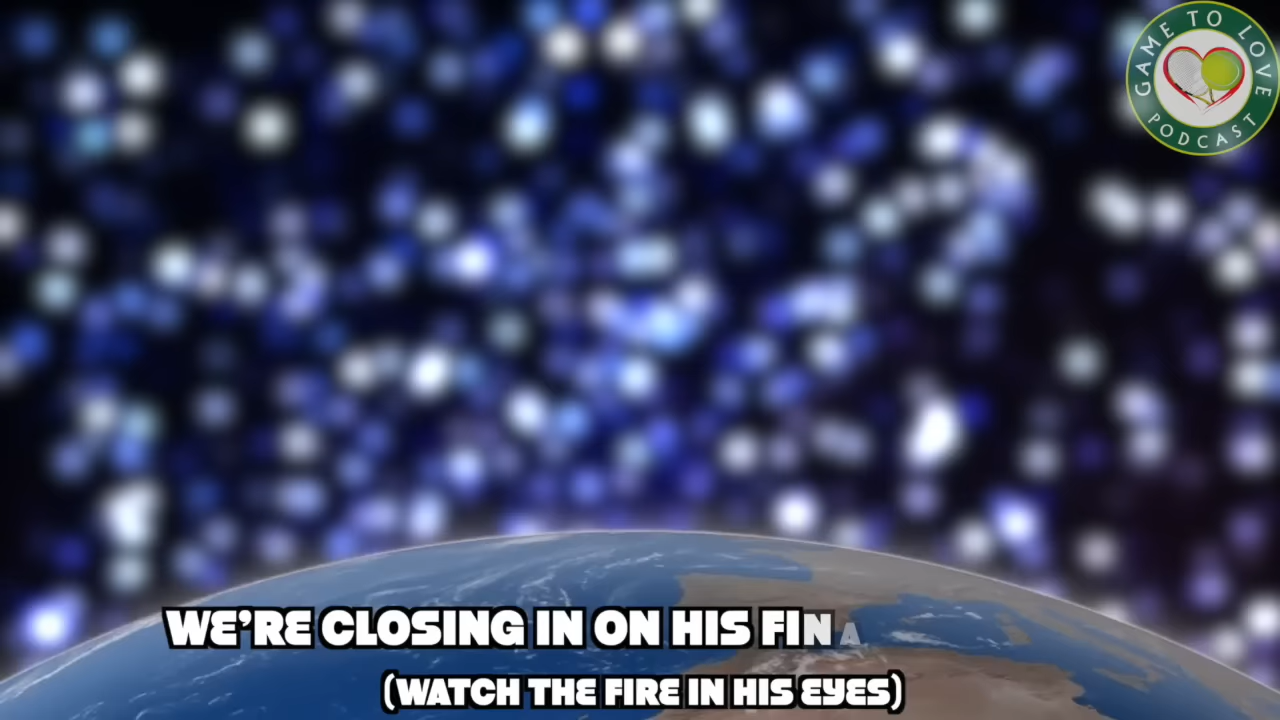 GAME TO LOVE
PODCAST
WE'RE CLOSING IN ON HIS FINA
(WATCH THE FIRE IN HIS EYES)